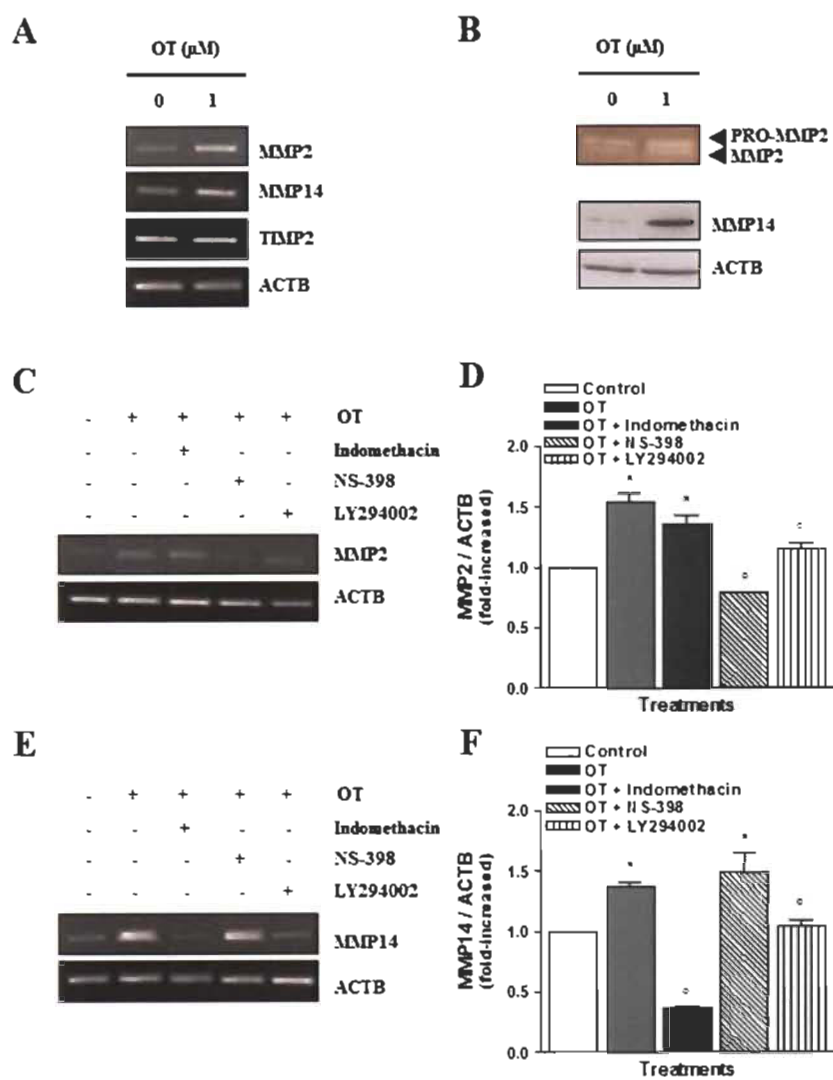 A
OT (µM)
0 1
MMP2
MMP14
TIMP2
ACTB
B
OT (µM)
0 1
PRO-MMP2
MMP2
MMP14
ACTB
C
- + + + + OT
- - + - - Indomethacin
- - - + - NS-398
- - - - + LY294002
MMP2
ACTB
D
Control
OT
OT + Indomethacin
OT + NS-398
OT + LY294002
MMP2 / ACTB
(fold-increased)
2.0
1.5
1.0
0.5
0.0
* * ° °
Treatments
E
- + + + + OT
- - + - - Indomethacin
- - - + - NS-398
- - - - + LY294002
MMP14
ACTB
F
Control
OT
OT + Indomethacin
OT + NS-398
OT + LY294002
MMP14 / ACTB
(fold-increased)
2.0
1.5
1.0
0.5
0.0
* ° * °
Treatments